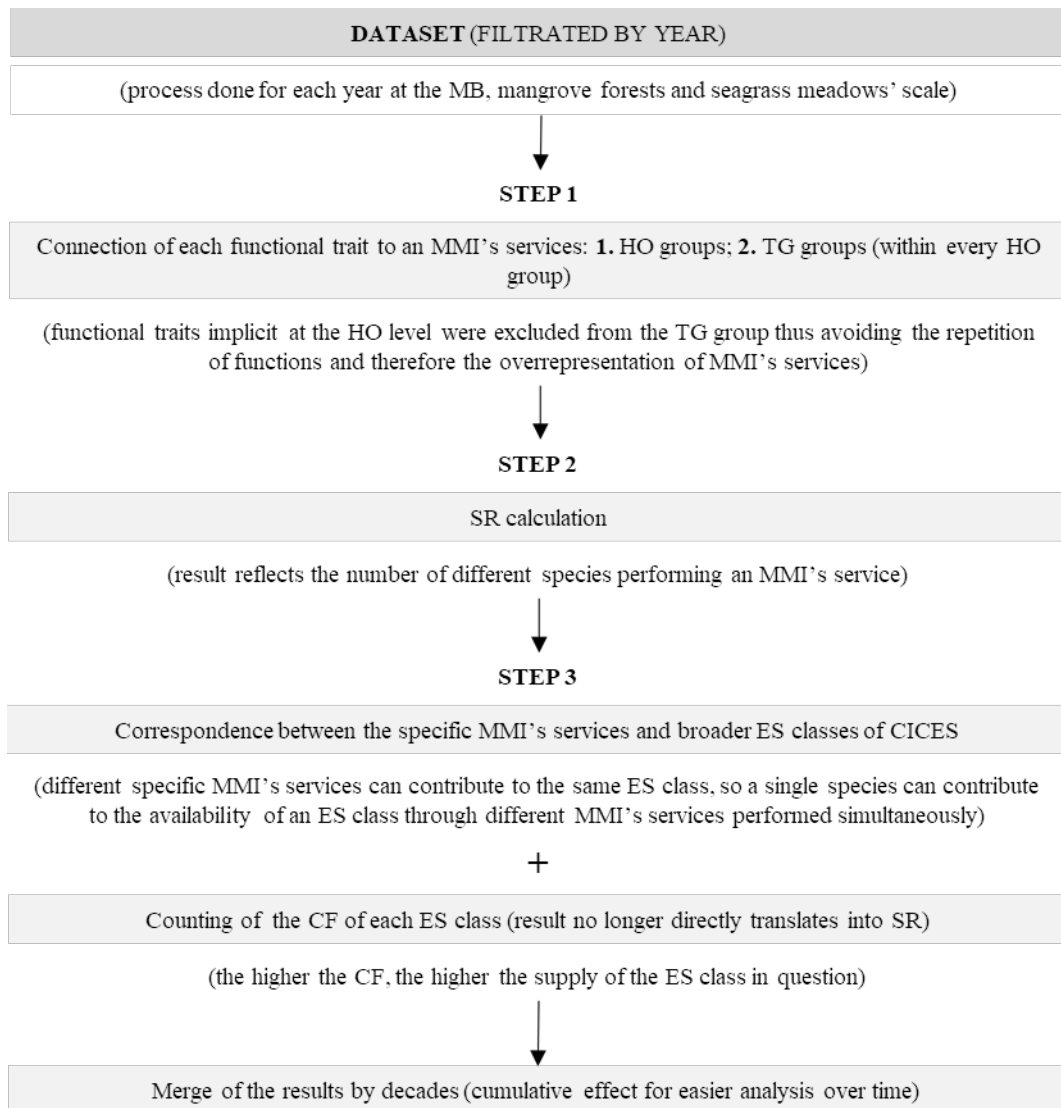 DATASET (FILTRATED BY YEAR)
(process done for each year at the MB, mangrove forests and seagrass meadows’ scale)
STEP 1
Connection of each functional trait to an MMI’s services: 1. HO groups; 2. TG groups (within every HO
group)
(functional traits implicit at the HO level were excluded from the TG group thus avoiding the repetition
of functions and therefore the overrepresentation of MMI’s services)
STEP 2
SR calculation
(result reflects the number of different species performing an MMI’s service)
STEP 3
Correspondence between the specific MMI’s services and broader ES classes of CICES
(different specific MMI’s services can contribute to the same ES class, so a single species can contribute
to the availability of an ES class through different MMI’s services performed simultaneously)
+
Counting of the CF of each ES class (result no longer directly translates into SR)
(the higher the CF, the higher the supply of the ES class in question)
Merge of the results by decades (cumulative effect for easier analysis over time)